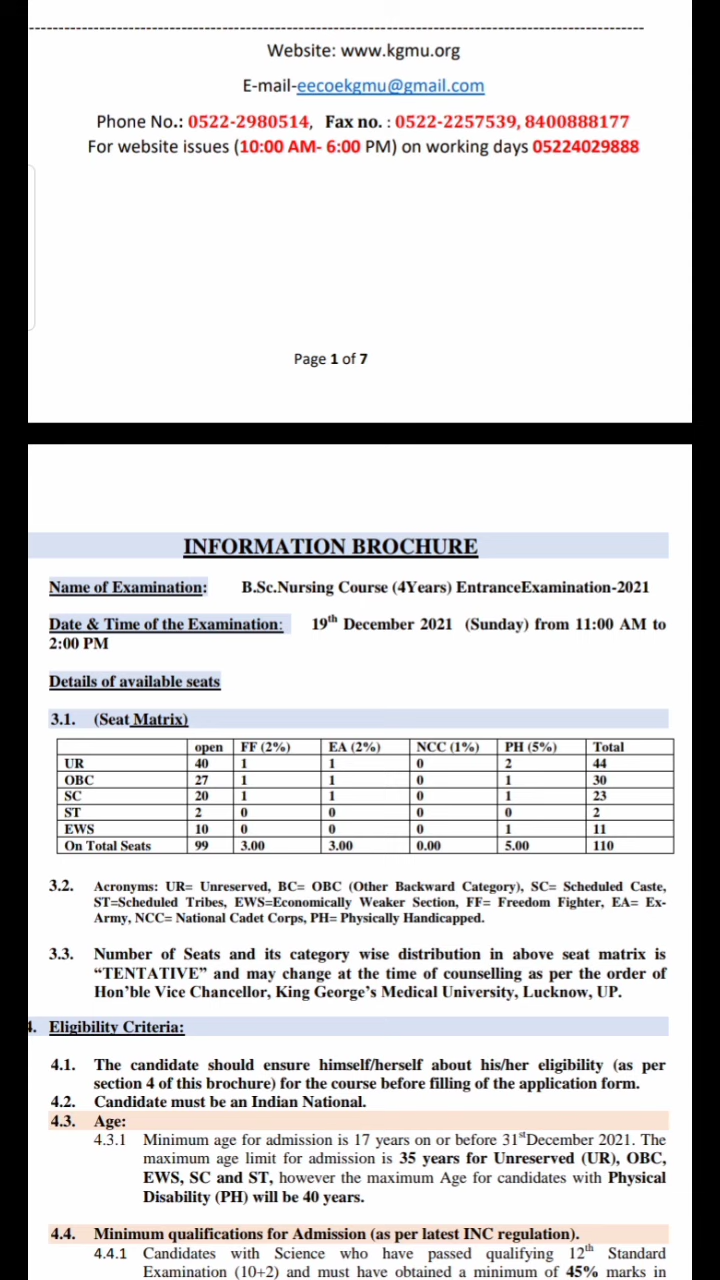 Website: www.kgmu.org
E-mail-eecoekgmu@gmail.com
Phone No.: 0522-2980514, Fax no. : 0522-2257539, 8400888177
For website issues (10:00 AM- 6:00 PM) on working days 05224029888
Page 1 of 7
INFORMATION BROCHURE
Name of Examination: B.Sc.Nursing Course (4Years) EntranceExamination-2021
Date & Time of the Examination: 19th December 2021 (Sunday) from 11:00 AM to
2:00 PM
Details of available seats
3.1. (Seat Matrix)
open FF (2%) EA (2%) NCC (1%) PH (5%) Total
UR 40 1 1 0 2 44
OBC 27 1 1 0 1 30
SC 20 1 1 0 1 23
ST 2 0 0 0 0 2
EWS 10 0 0 0 1 11
On Total Seats 99 3.00 3.00 0.00 5.00 110
3.2. Acronyms: UR= Unreserved, BC= OBC (Other Backward Category), SC= Scheduled Caste,
ST=Scheduled Tribes, EWS=Economically Weaker Section, FF= Freedom Fighter, EA= Ex-
Army, NCC= National Cadet Corps, PH= Physically Handicapped.
3.3. Number of Seats and its category wise distribution in above seat matrix is
“TENTATIVE” and may change at the time of counselling as per the order of
Hon’ble Vice Chancellor, King George’s Medical University, Lucknow, UP.
4. Eligibility Criteria:
4.1. The candidate should ensure himself/herself about his/her eligibility (as per
section 4 of this brochure) for the course before filling of the application form.
4.2. Candidate must be an Indian National.
4.3. Age:
4.3.1 Minimum age for admission is 17 years on or before 31stDecember 2021. The
maximum age limit for admission is 35 years for Unreserved (UR), OBC,
EWS, SC and ST, however the maximum Age for candidates with Physical
Disability (PH) will be 40 years.
4.4. Minimum qualifications for Admission (as per latest INC regulation).
4.4.1 Candidates with Science who have passed qualifying 12th Standard
Examination (10+2) and must have obtained a minimum of 45% marks in